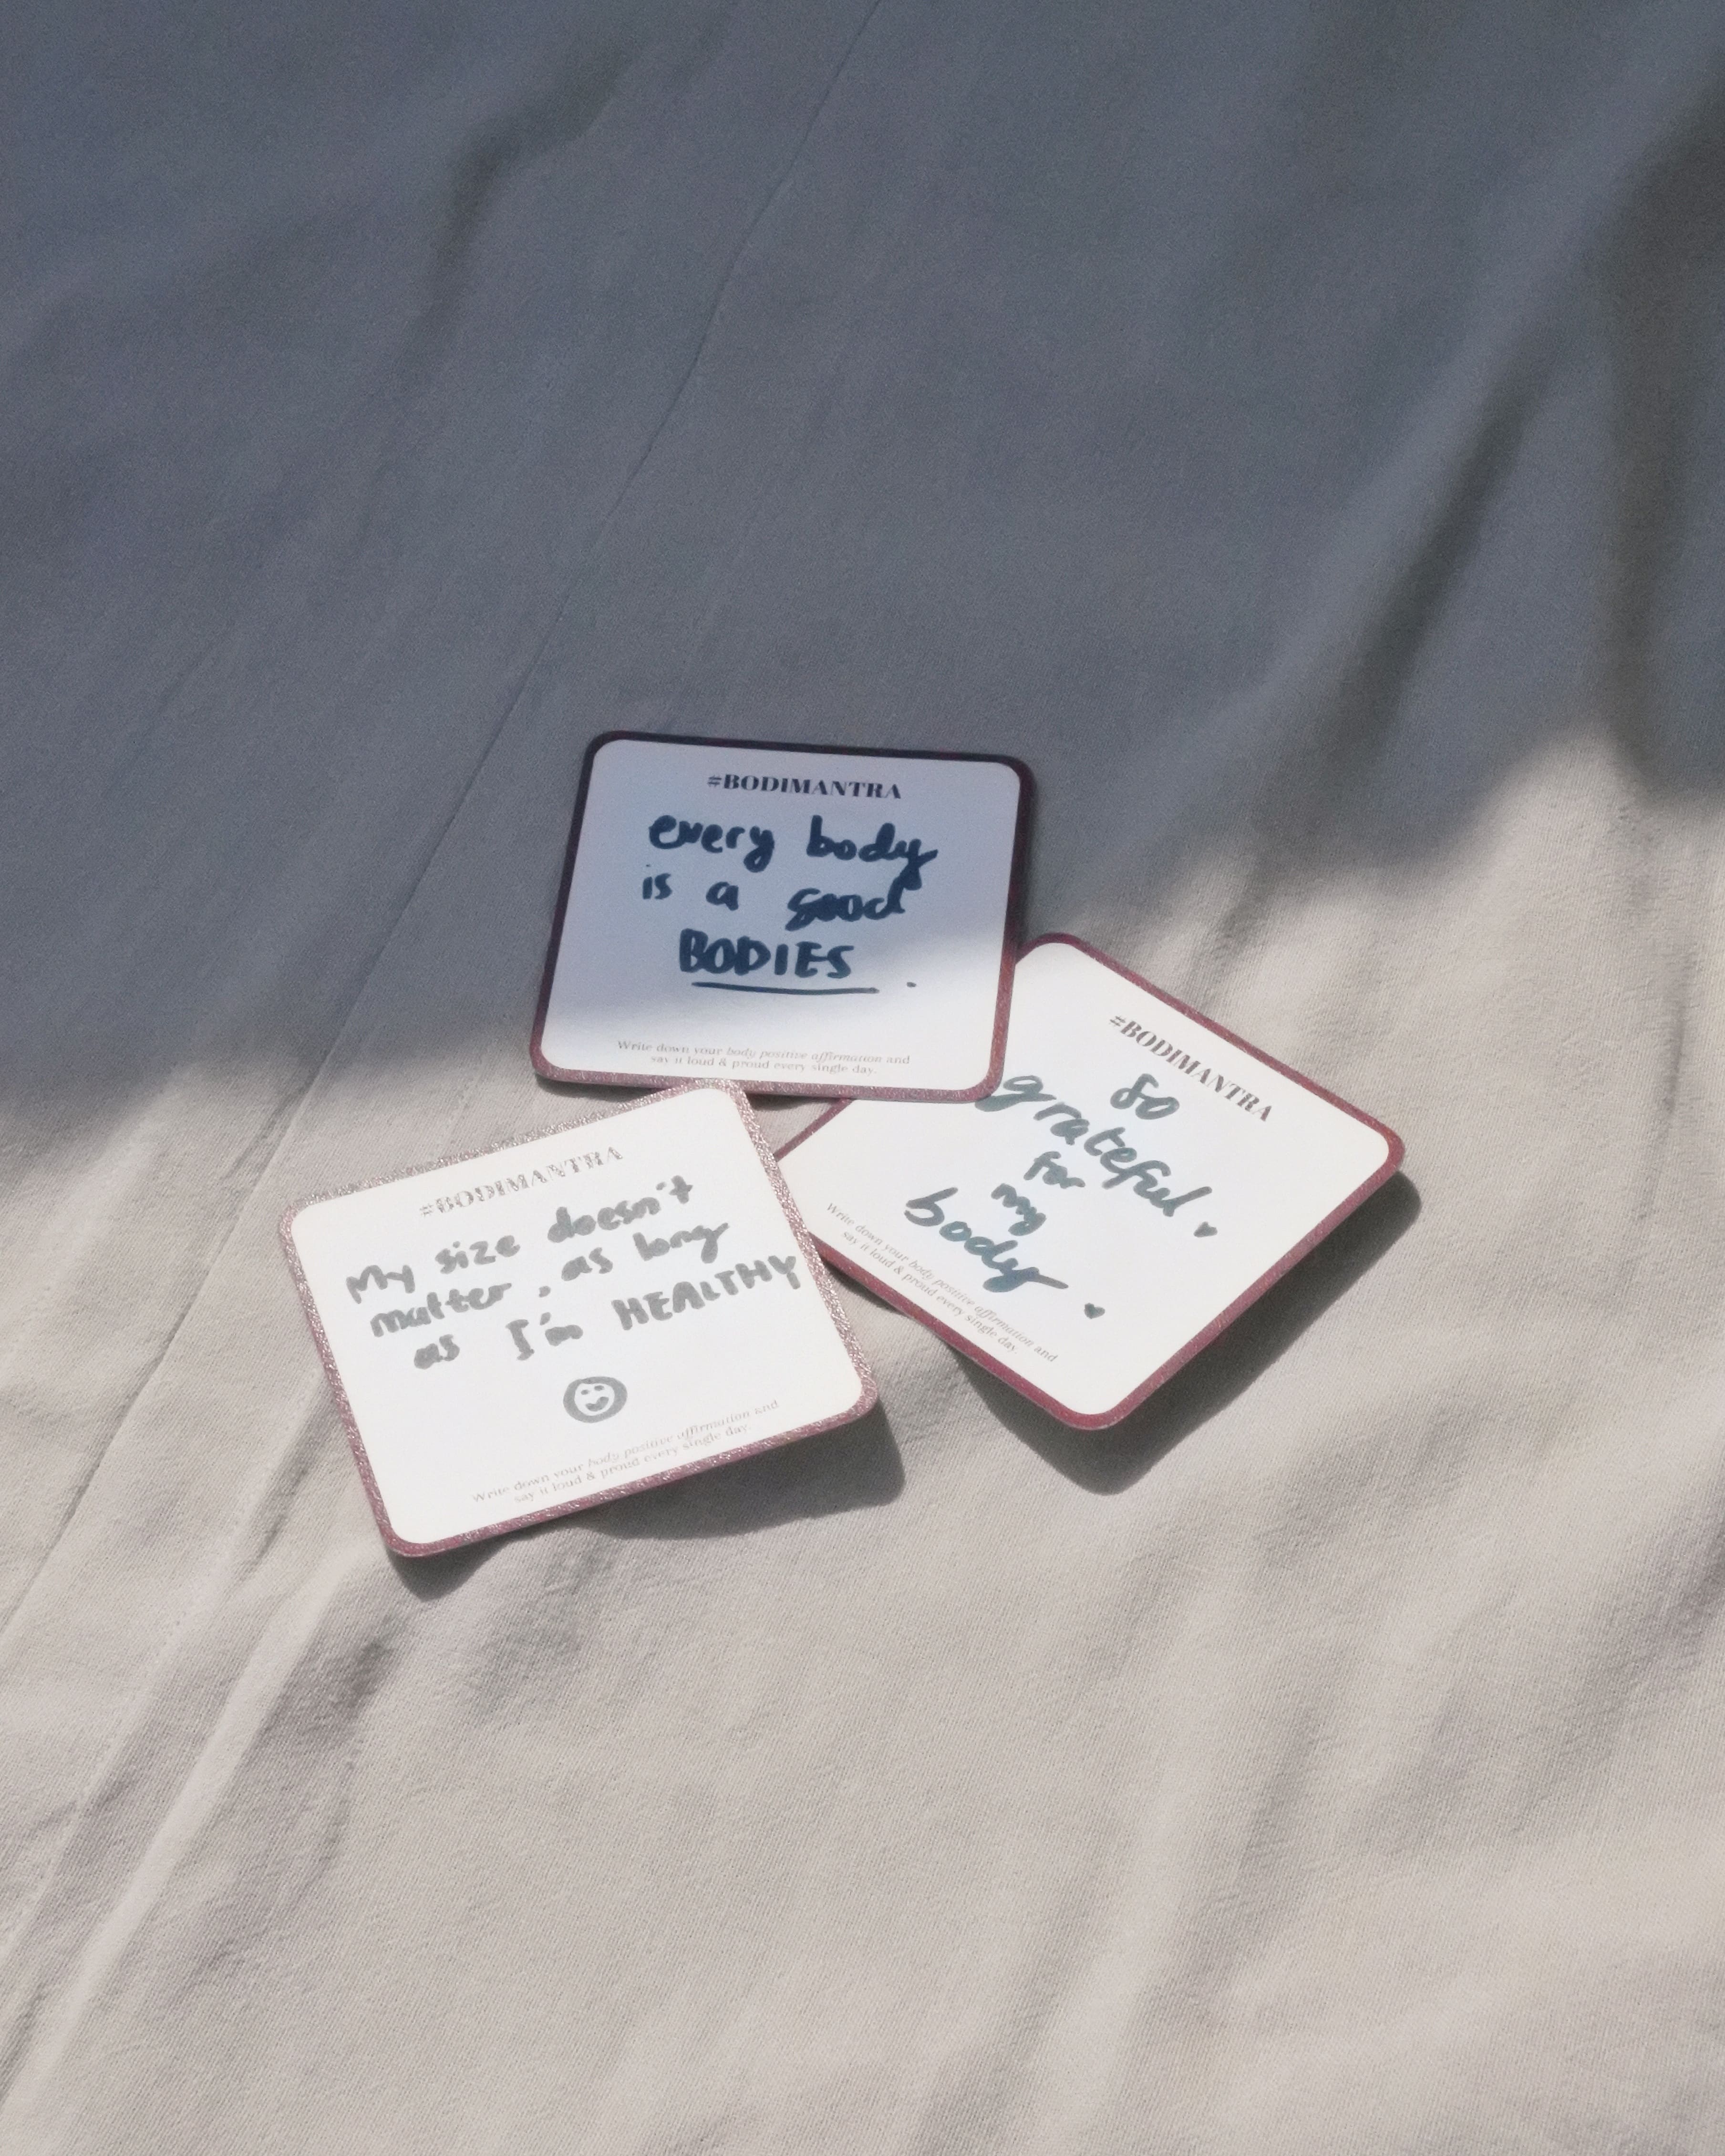 #BODIMANTRA
every body
is a good
BODIES.
Write down your body positive affirmation and
say it loud & proud every single day.
#BODIMANTRA
so
grateful
for
my
body
Write down your body positive affirmation and
say it loud & proud every single day.
#BODIMANTRA
My size doesn't
matter, as long
as I'm HEALTHY
Write down your body positive affirmation and
say it loud & proud every single day.